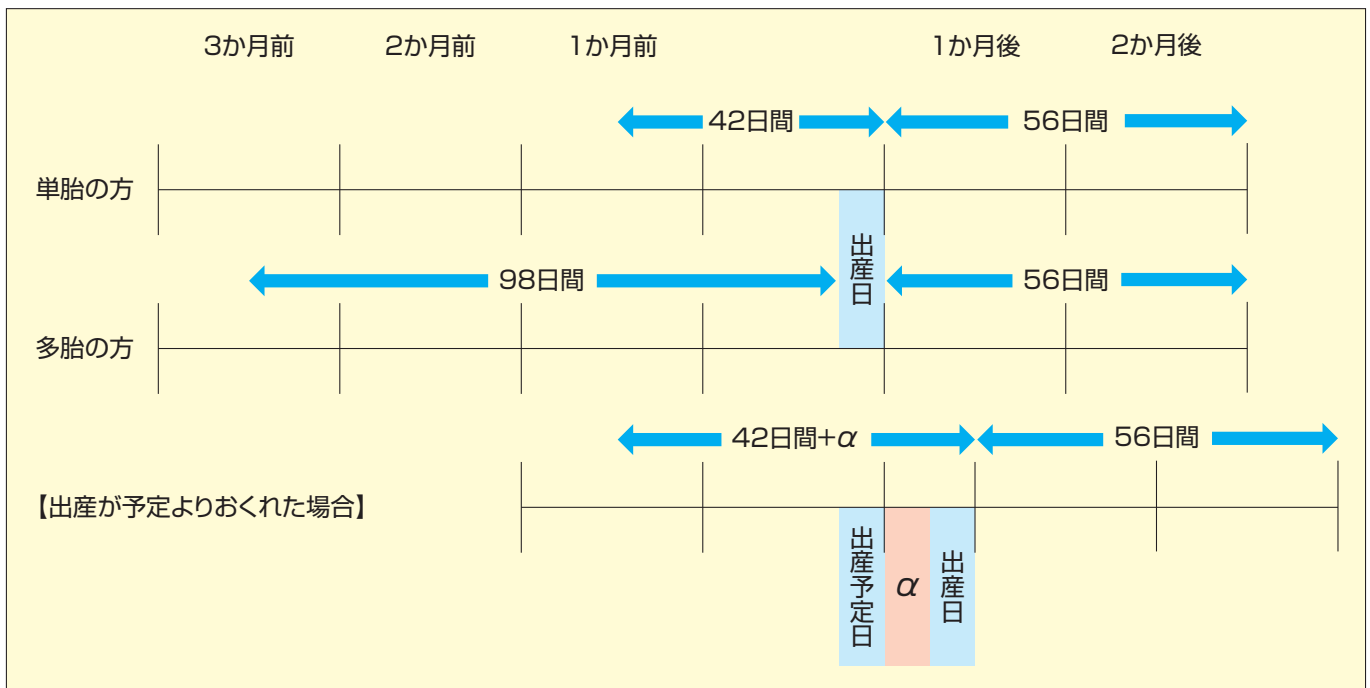 3か月前 2か月前 1か月前 1か月後 2か月後
42日間 56日間
単胎の方
出産日
98日間 56日間
多胎の方
42日間+α 56日間
【出産が予定よりおくれた場合】
出産予定日 α 出産日